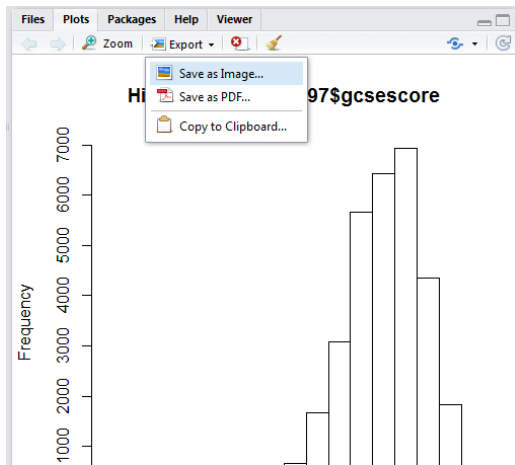 Files Plots Packages Help Viewer
Zoom Export
Save as Image...
Save as PDF...
Copy to Clipboard...
Hi 97$gcsescore
Frequency
7000
6000
5000
4000
3000
2000
1000